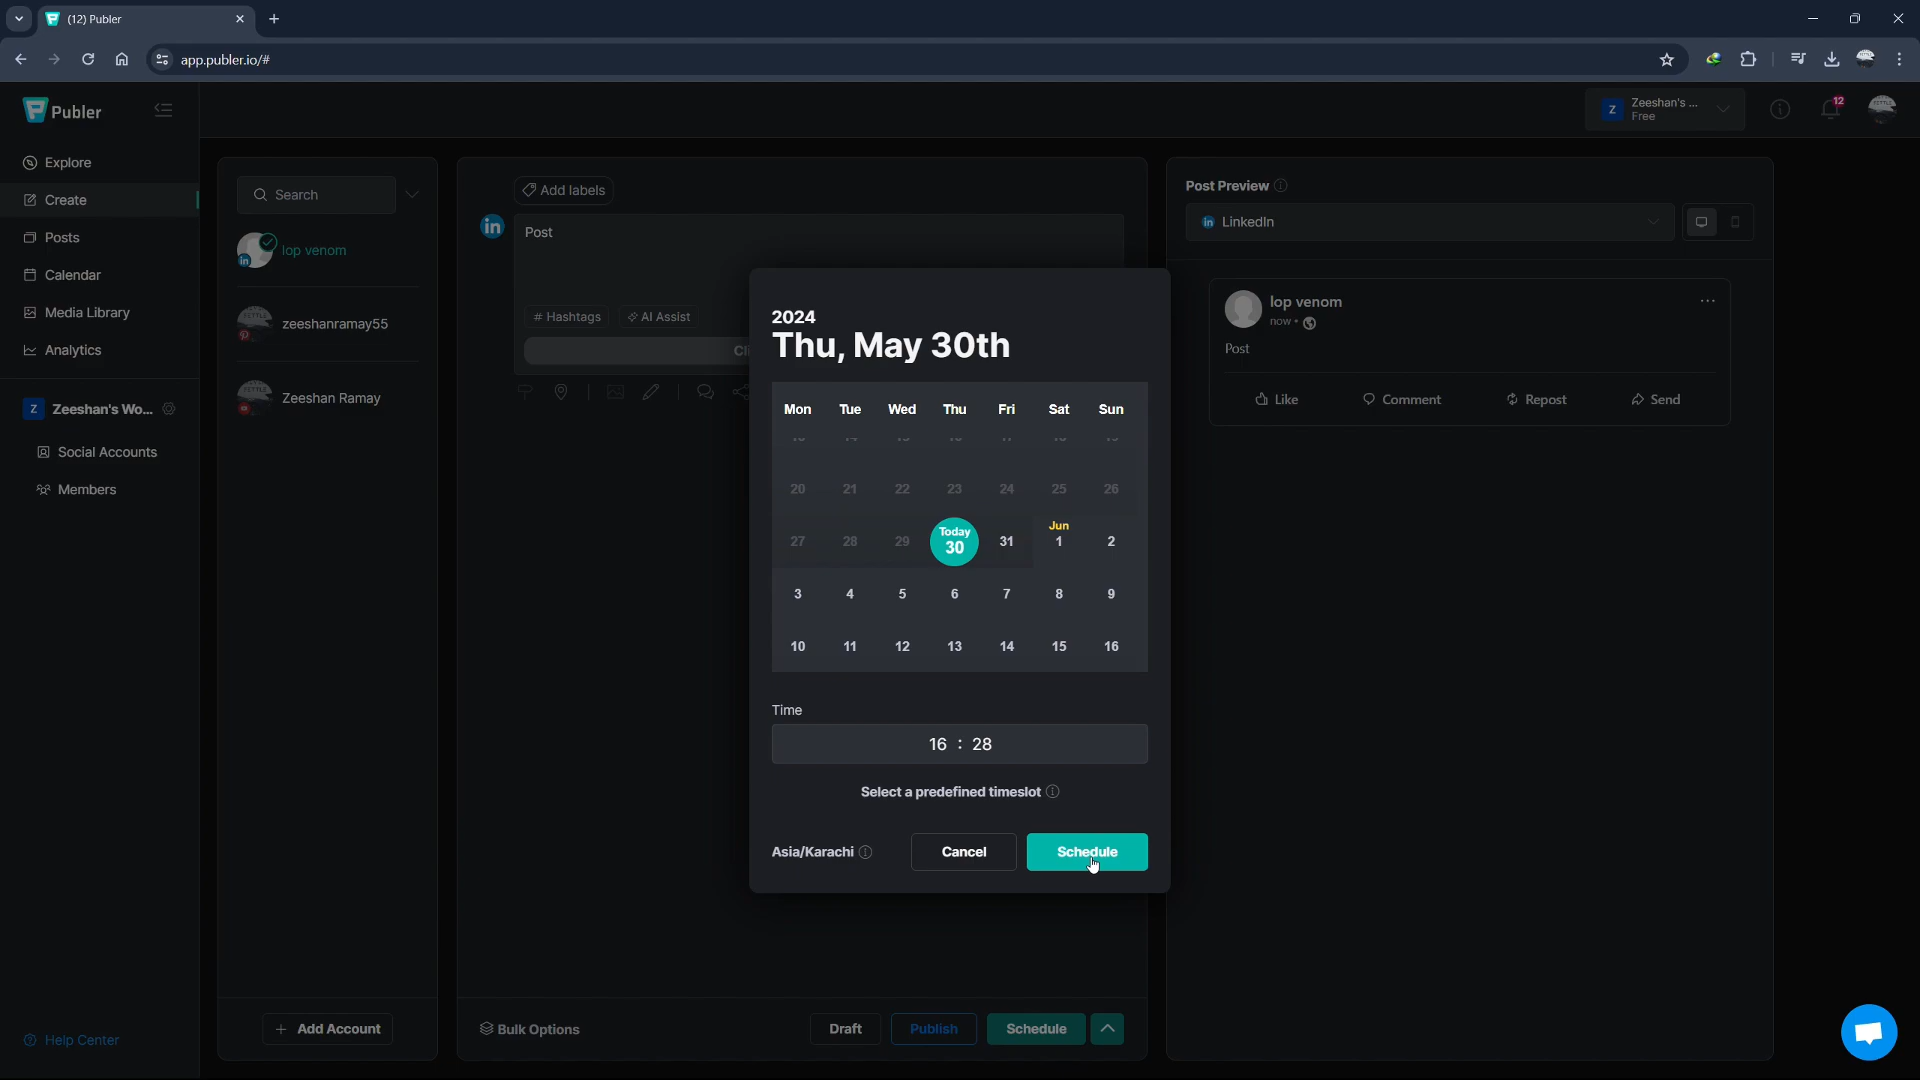 (12) Publer
app.publer.io/#
Publer
Explore
Create
Posts
Calendar
Media Library
Analytics
Z Zeeshan's Wo...
Social Accounts
Members
Help Center
Search
lop venom
zeeshanramay55
Zeeshan Ramay
+ Add Account
Add labels
Post
# Hashtags AI Assist
Bulk Options
Draft Publish Schedule
2024
Thu, May 30th
Mon Tue Wed Thu Fri Sat Sun
20 21 22 23 24 25 26
Today Jun
27 28 29 30 31 1 2
3 4 5 6 7 8 9
10 11 12 13 14 15 16
Time
16 : 28
Select a predefined timeslot
Asia/Karachi Cancel Schedule
Z Zeeshan's ...
Free
12
Post Preview
LinkedIn
lop venom
now •
Post
Like Comment Repost Send